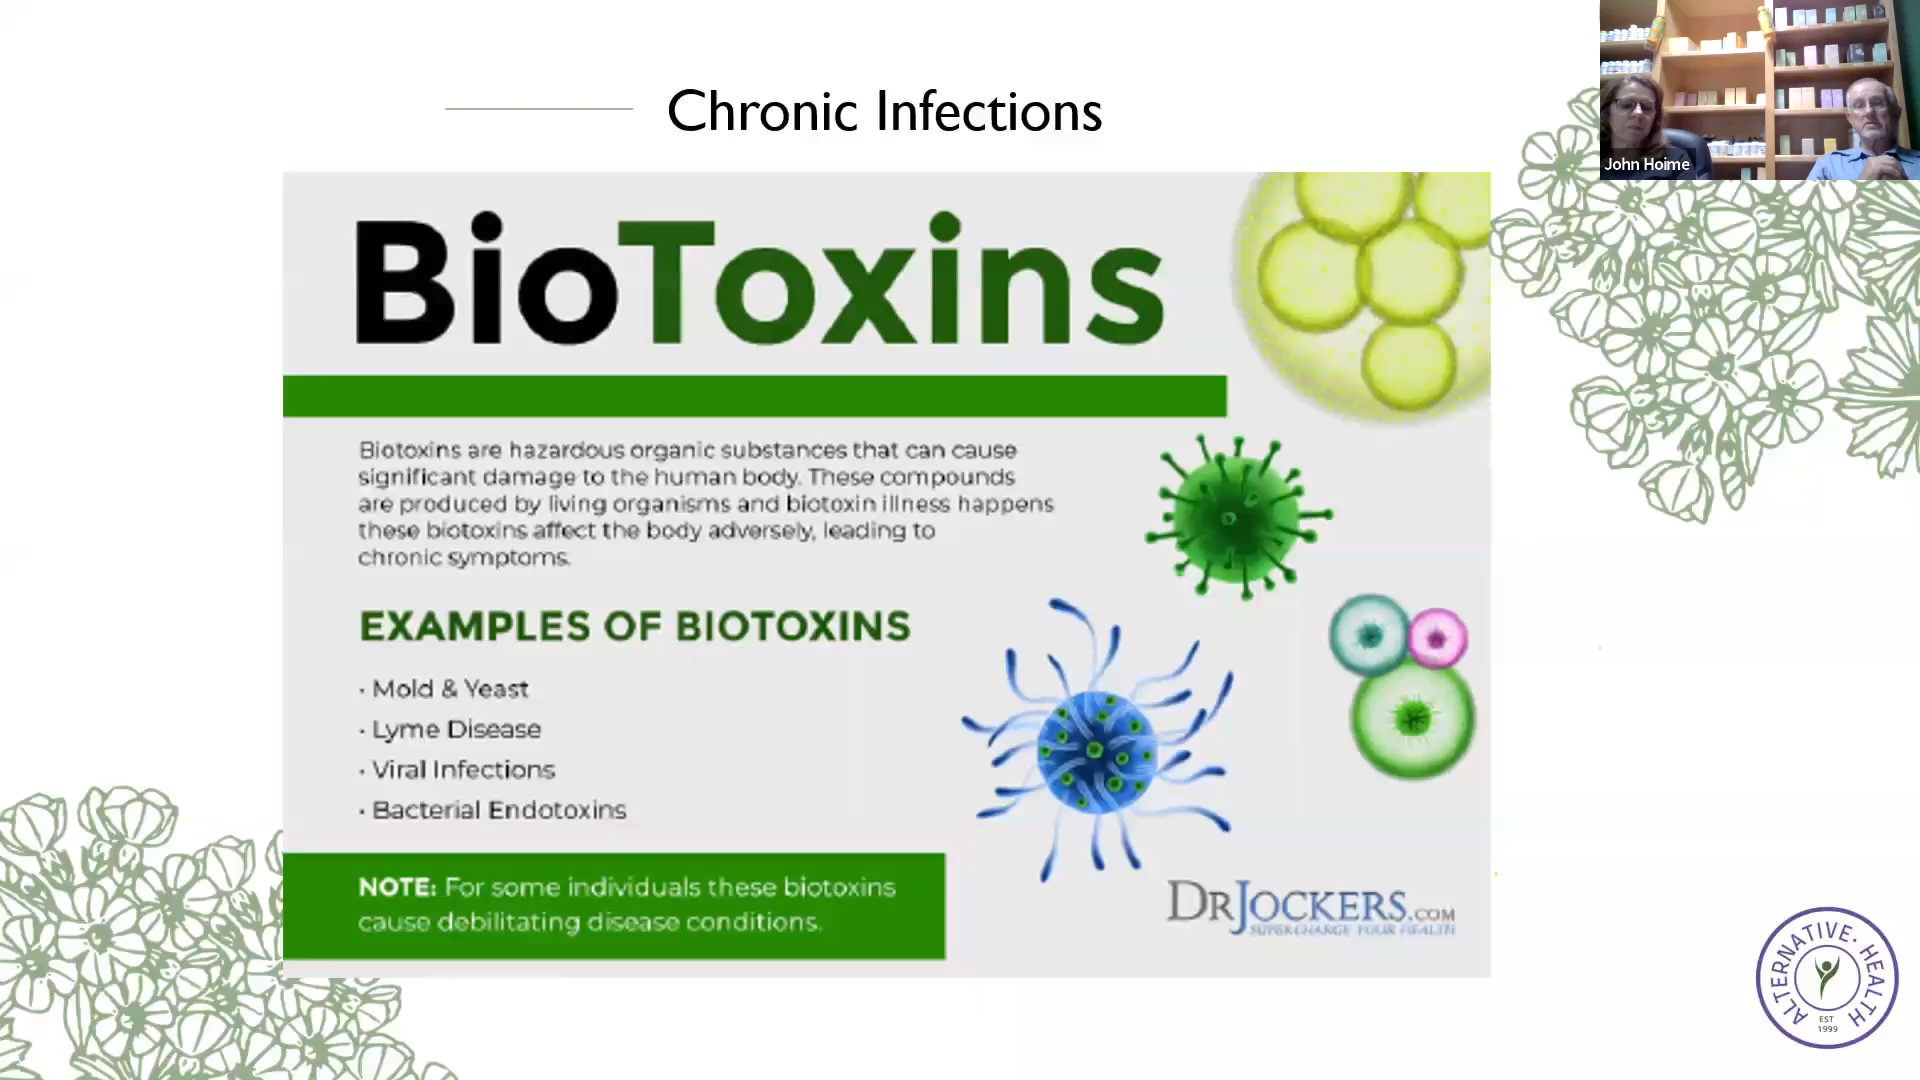 Chronic Infections
John Hoime
BioToxins
Biotoxins are hazardous organic substances that can cause
significant damage to the human body. These compounds
are produced by living organisms and biotoxin illness happens
these biotoxins affect the body adversely, leading to
chronic symptoms.
EXAMPLES OF BIOTOXINS
· Mold & Yeast
· Lyme Disease
· Viral Infections
· Bacterial Endotoxins
NOTE: For some individuals these biotoxins
cause debilitating disease conditions.
DRJOCKERS.COM
SUPERCHARGE YOUR HEALTH
ALTERNATIVE · HEALTH
EST
1999